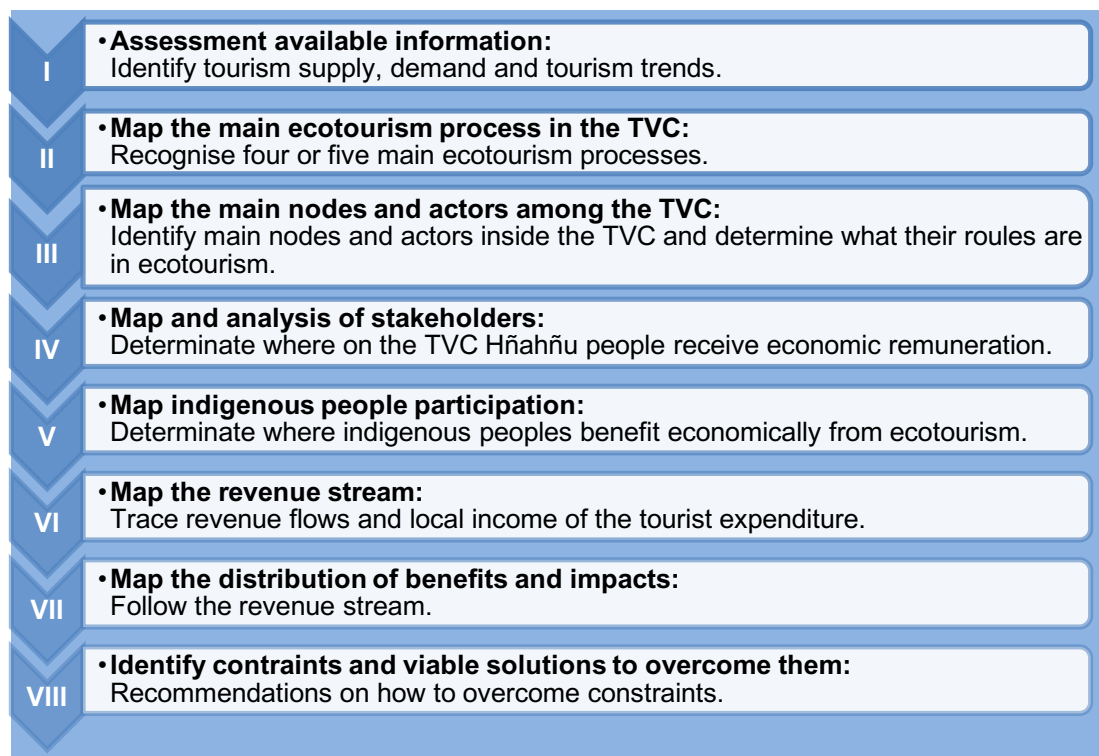 I
•Assessment available information:
Identify tourism supply, demand and tourism trends.
II
•Map the main ecotourism process in the TVC:
Recognise four or five main ecotourism processes.
III
•Map the main nodes and actors among the TVC:
Identify main nodes and actors inside the TVC and determine what their roules are
in ecotourism.
IV
•Map and analysis of stakeholders:
Determinate where on the TVC Hñahñu people receive economic remuneration.
V
•Map indigenous people participation:
Determinate where indigenous peoples benefit economically from ecotourism.
VI
•Map the revenue stream:
Trace revenue flows and local income of the tourist expenditure.
VII
•Map the distribution of benefits and impacts:
Follow the revenue stream.
VIII
•Identify contraints and viable solutions to overcome them:
Recommendations on how to overcome constraints.